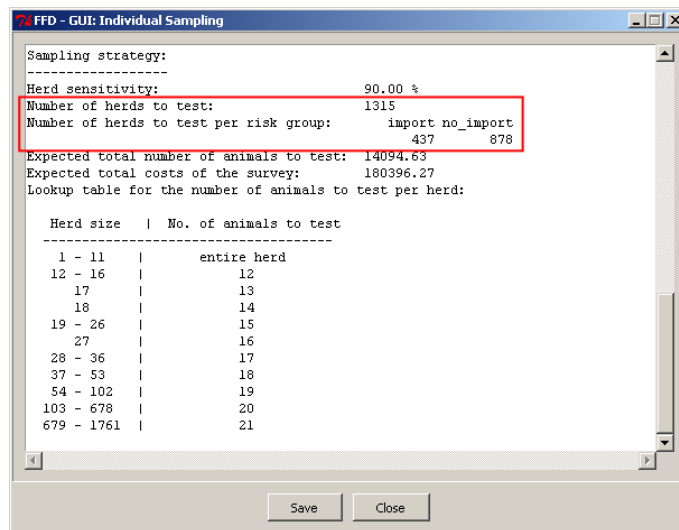 FFD - GUI: Individual Sampling
Sampling strategy:
------------------
Herd sensitivity: 90.00 %
Number of herds to test: 1315
Number of herds to test per risk group: import no_import
437 878
Expected total number of animals to test: 14094.63
Expected total costs of the survey: 180396.27
Lookup table for the number of animals to test per herd:
Herd size | No. of animals to test
---------------------------------------
1 - 11 | entire herd
12 - 16 | 12
17 | 13
18 | 14
19 - 26 | 15
27 | 16
28 - 36 | 17
37 - 53 | 18
54 - 102 | 19
103 - 678 | 20
679 - 1761 | 21
Save Close